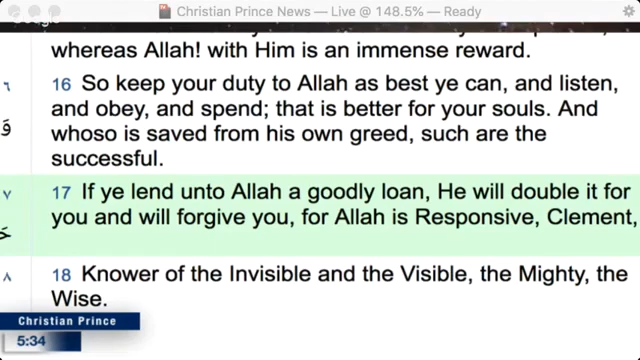 Christian Prince News — Live @ 148.5% — Ready
whereas Allah! with Him is an immense reward.
٦ 16 So keep your duty to Allah as best ye can, and listen,
and obey, and spend; that is better for your souls. And
whoso is saved from his own greed, such are the
successful.
٧ 17 If ye lend unto Allah a goodly loan, He will double it for
you and will forgive you, for Allah is Responsive, Clement,
٨ 18 Knower of the Invisible and the Visible, the Mighty, the
Wise.
Christian Prince
5:34